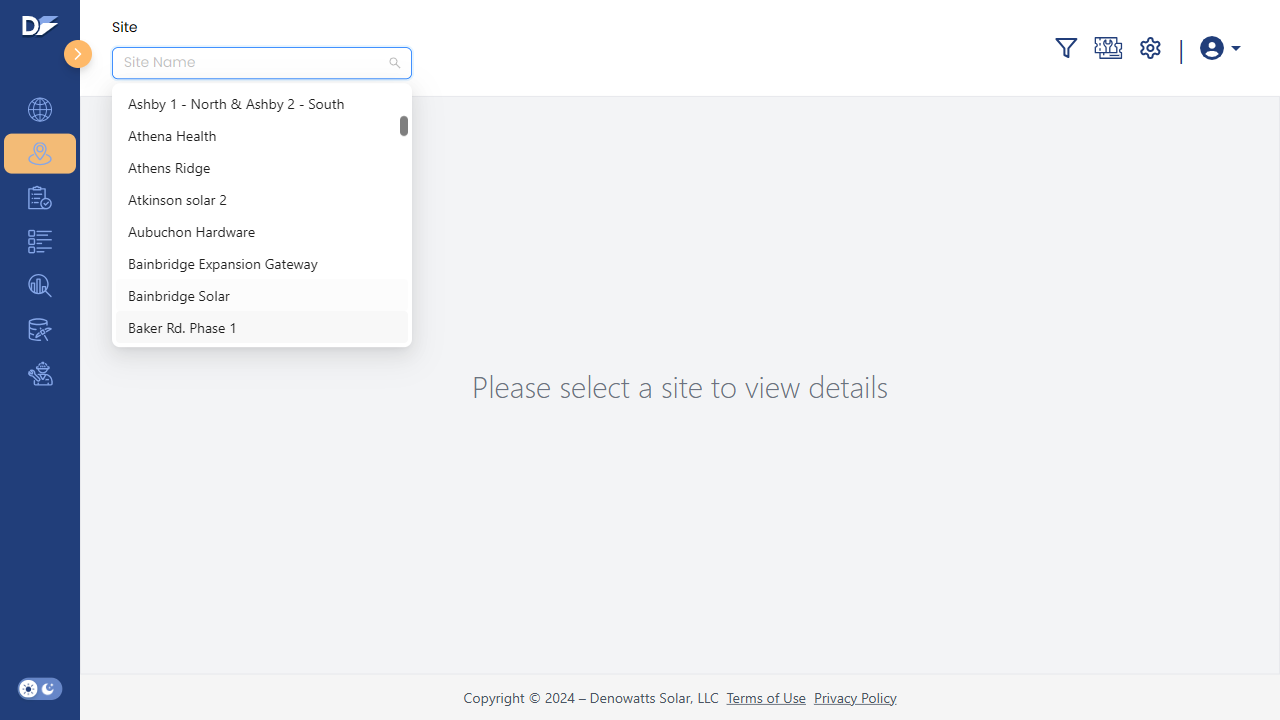 Site
Site Name
Ashby 1 - North & Ashby 2 - South
Athena Health
Athens Ridge
Atkinson solar 2
Aubuchon Hardware
Bainbridge Expansion Gateway
Bainbridge Solar
Baker Rd. Phase 1
Please select a site to view details
Copyright © 2024 – Denowatts Solar, LLC Terms of Use Privacy Policy